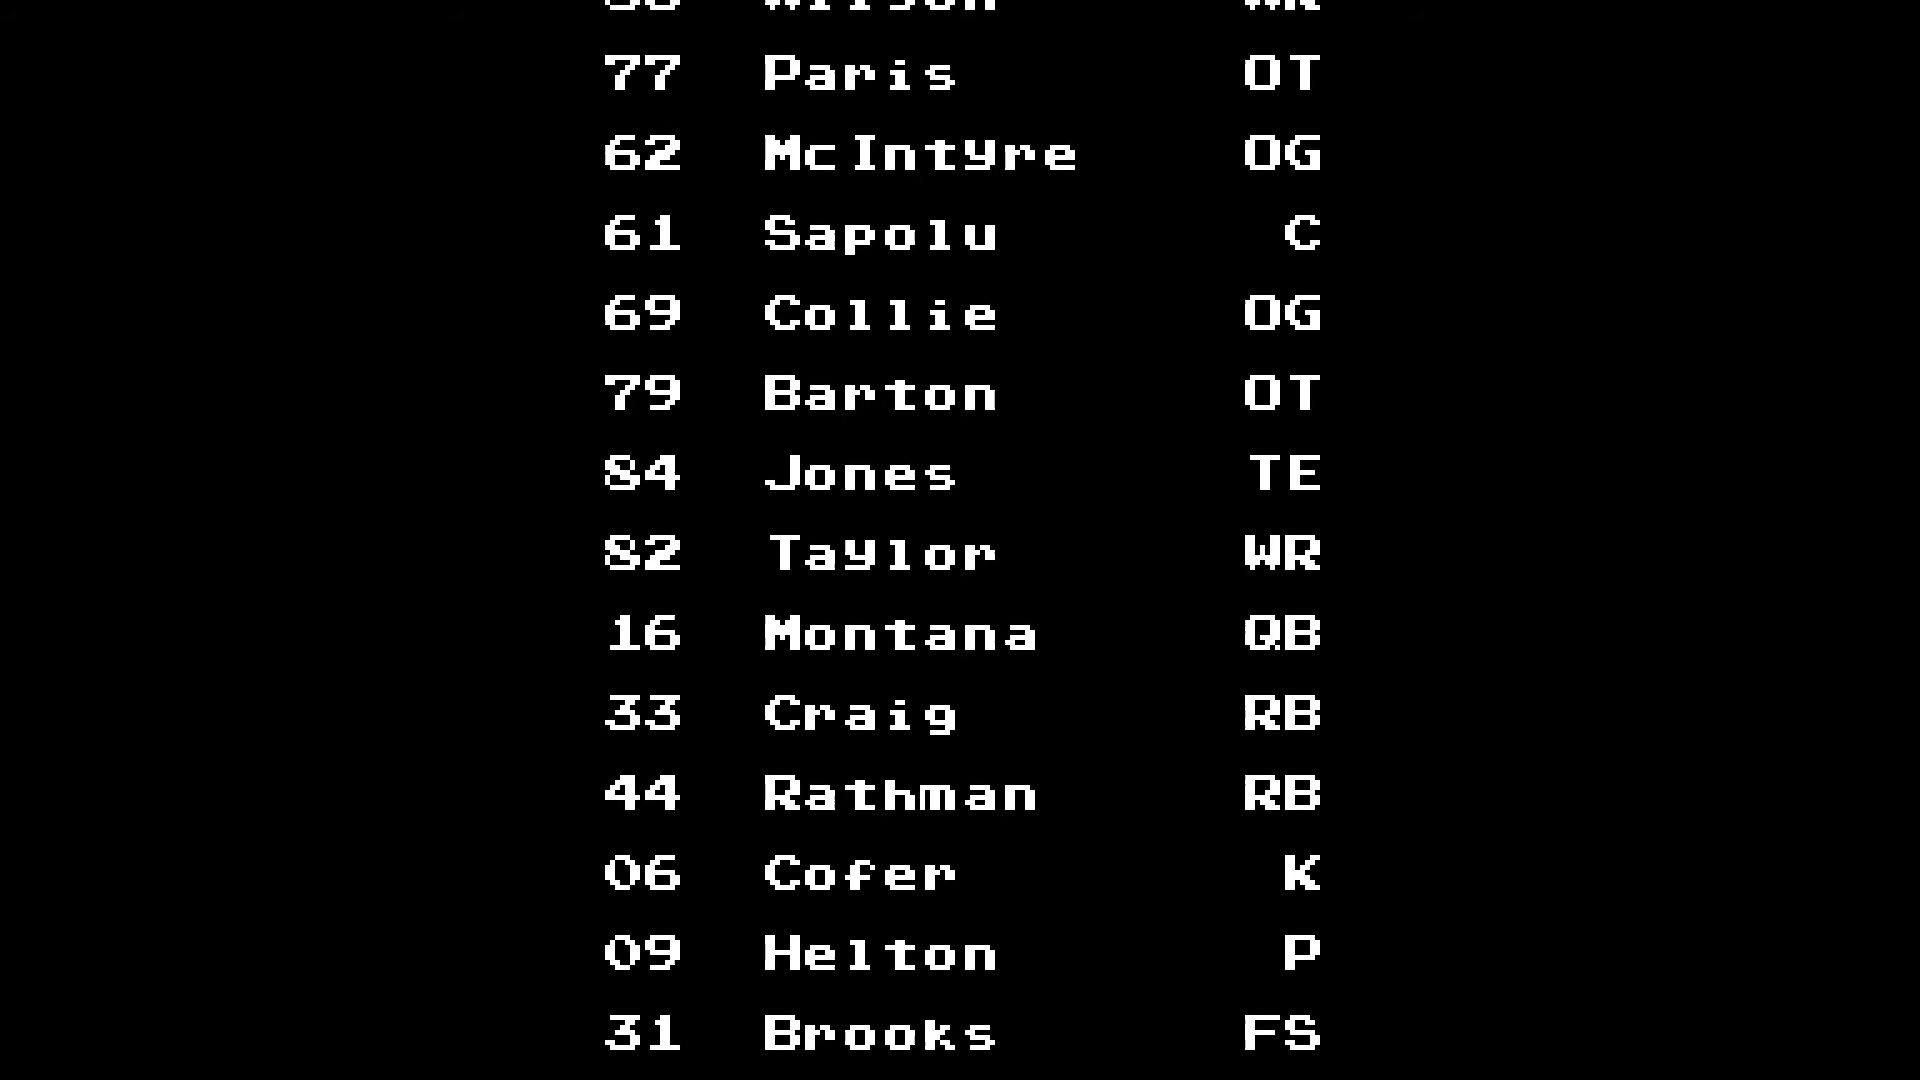 77 Paris OT
62 McIntyre OG
61 Sapolu C
69 Collie OG
79 Barton OT
84 Jones TE
82 Taylor WR
16 Montana QB
33 Craig RB
44 Rathman RB
06 Cofer K
09 Helton P
31 Brooks FS